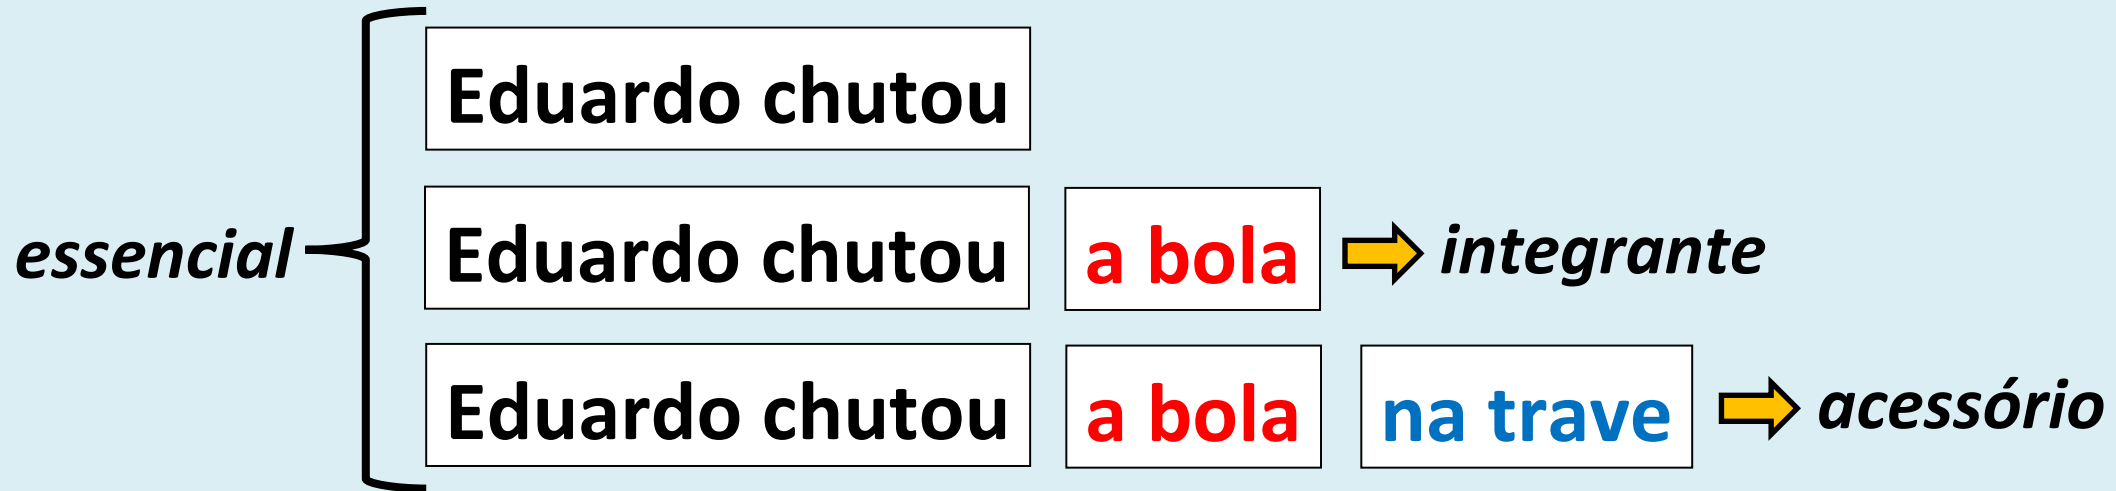 Eduardo chutou
essencial Eduardo chutou a bola integrante
Eduardo chutou a bola na trave acessório